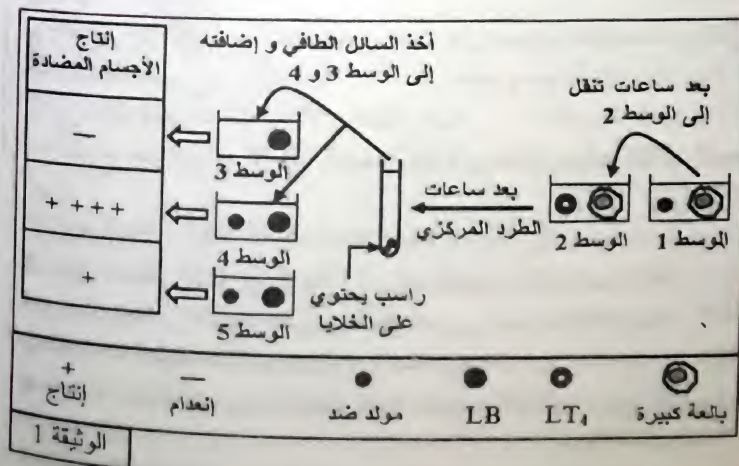 إنتاج
الأجسام المضادة
أخذ السائل الطافي و إضافته
إلى الوسط 3 و 4
بعد ساعات تنقل
إلى الوسط 2
—
الوسط 3
+ +++
الوسط 4
+
الوسط 5
بعد ساعات
الطرد المركزي
راسب يحتوي
على الخلايا
الوسط 2
الوسط 1
+
إنتاج
—
إنعدام
مولد ضد
LB
LT4
بالعة كبيرة
الوثيقة 1